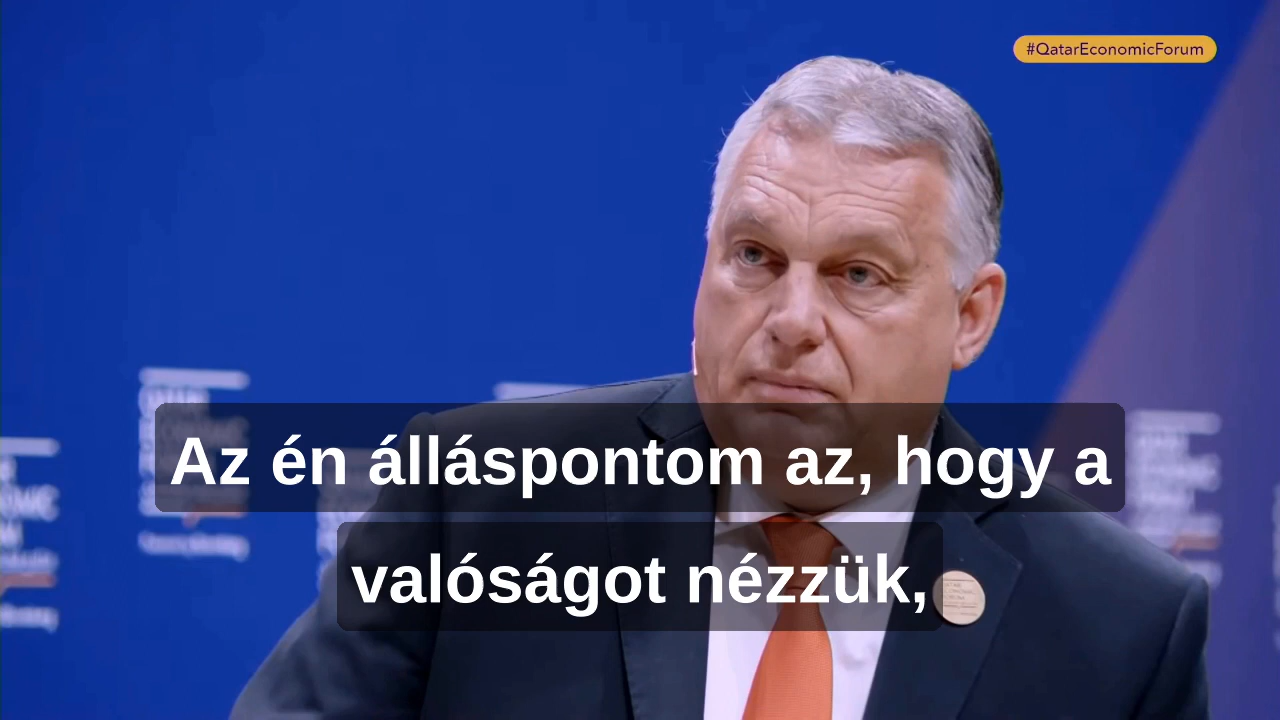 #QatarEconomicForum
Az én álláspontom az, hogy a
valóságot nézzük,